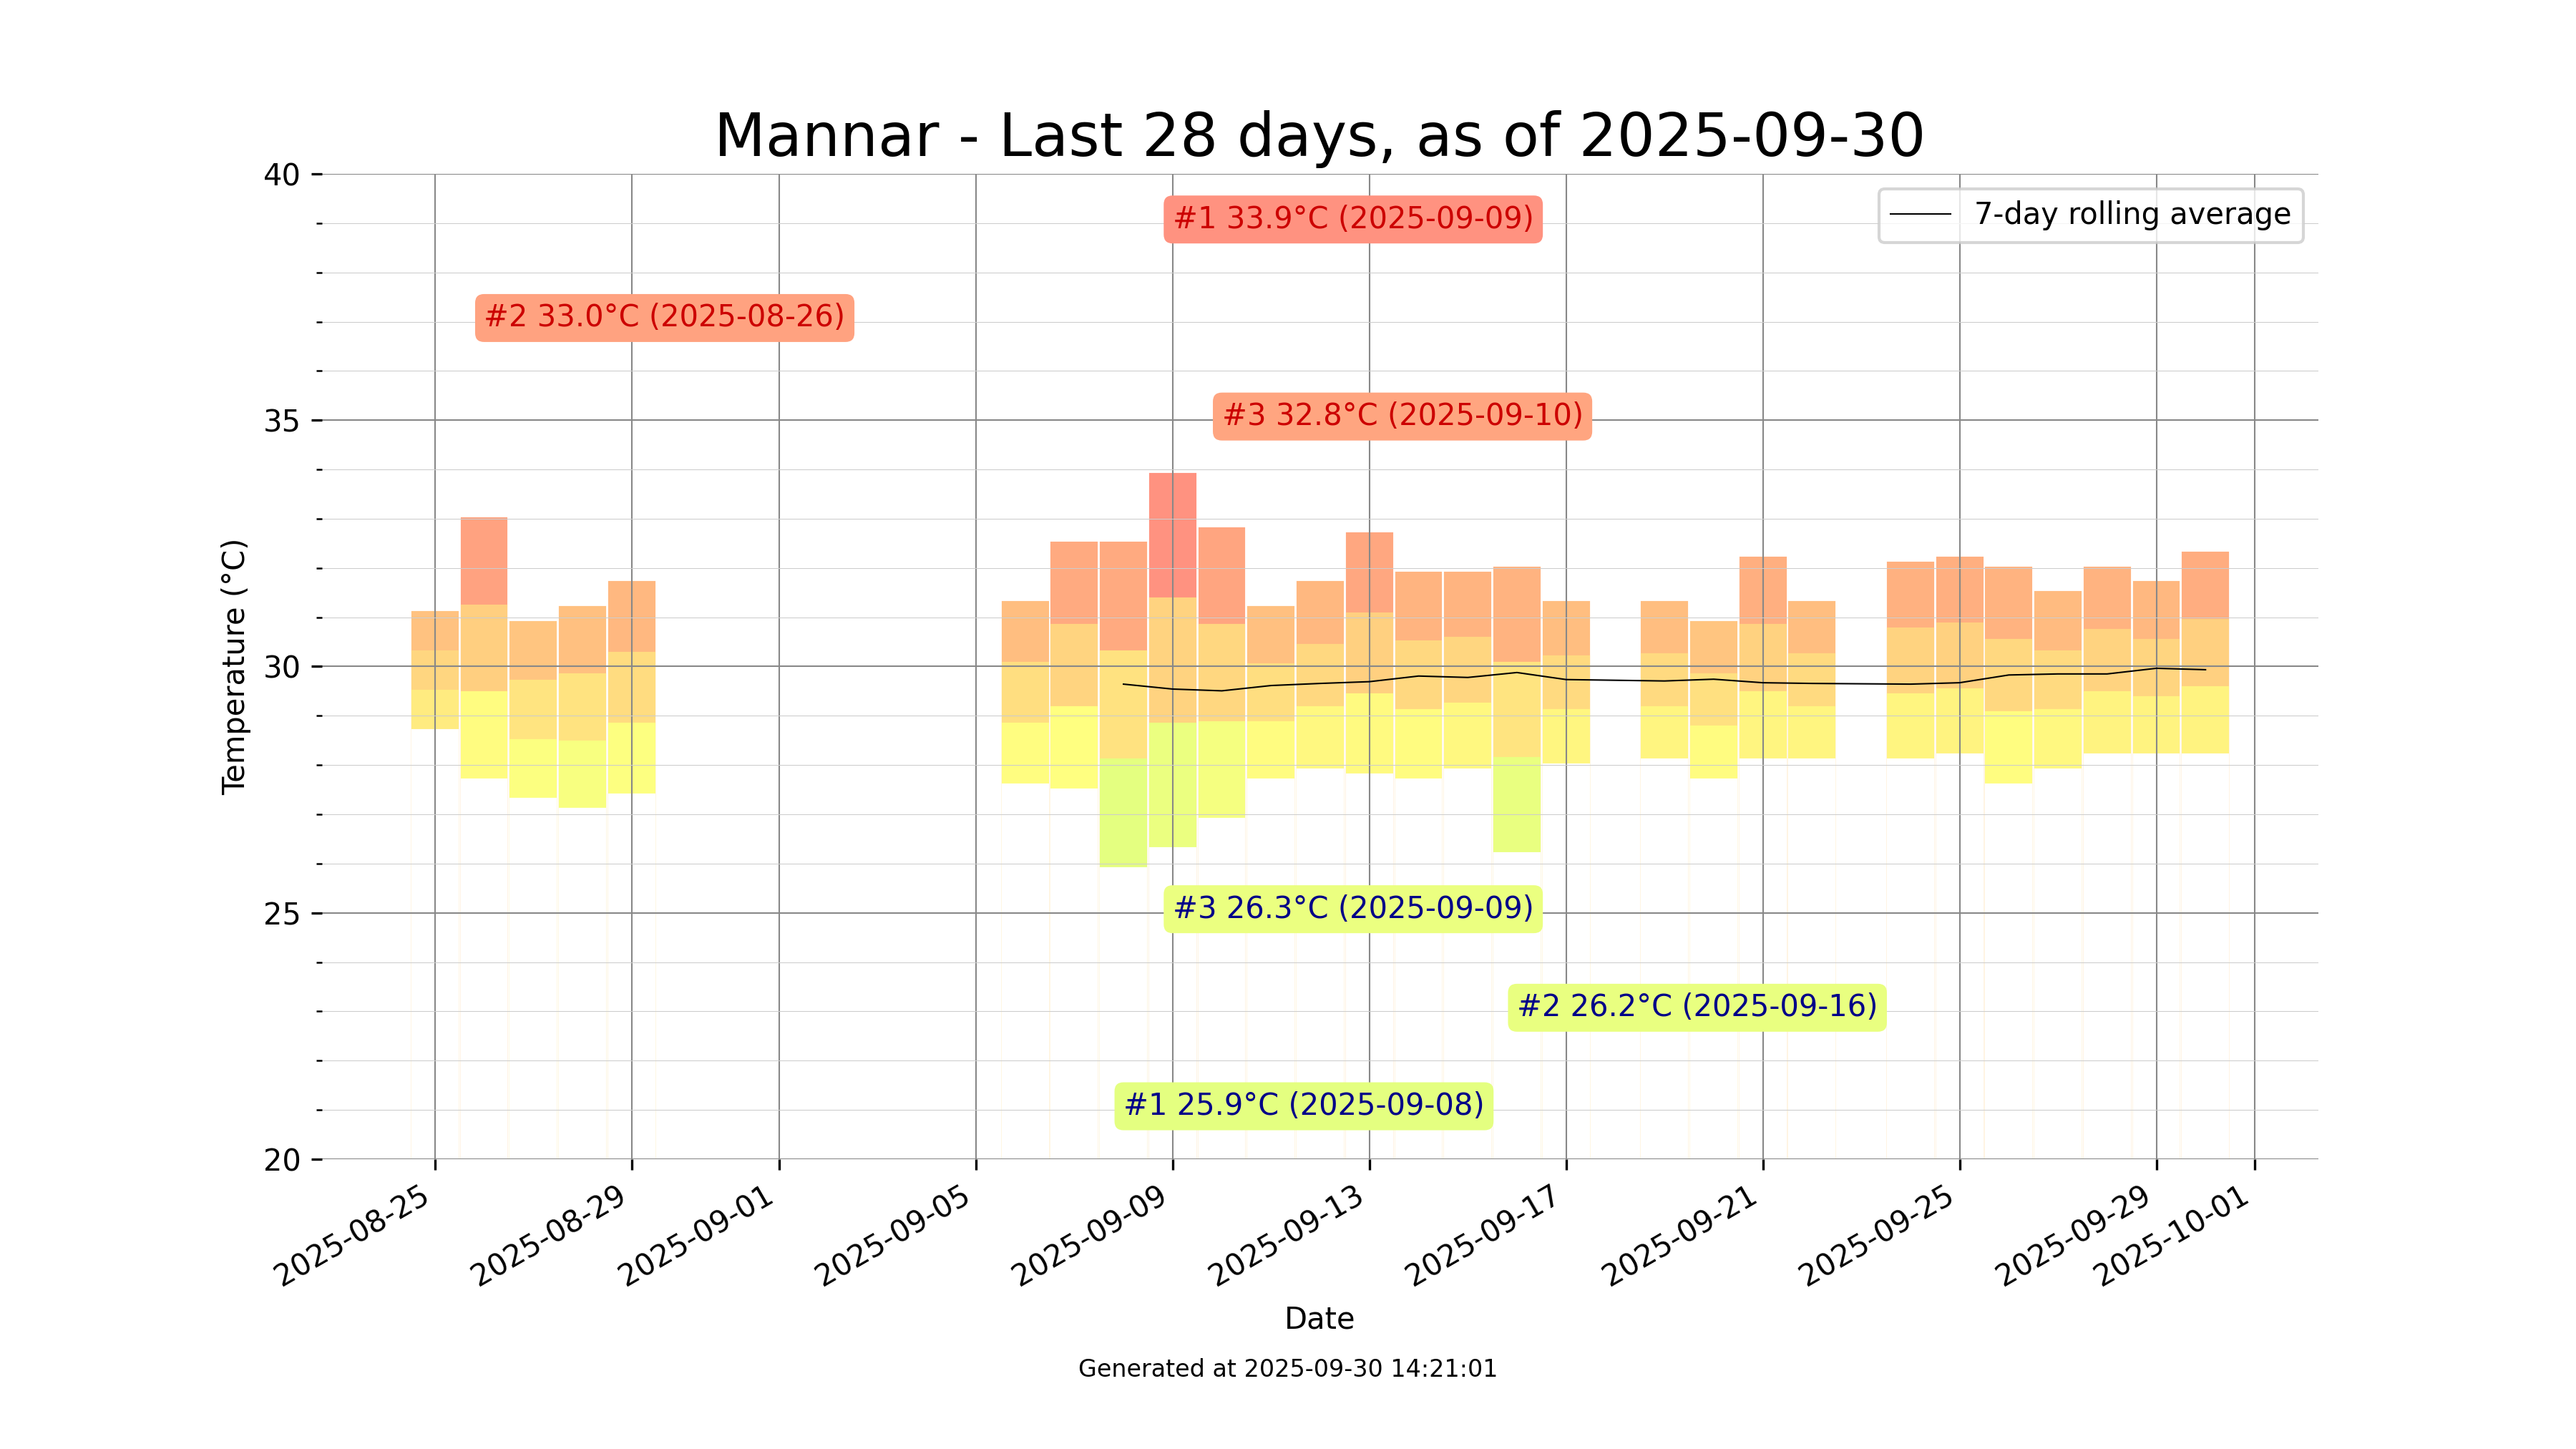 Mannar - Last 28 days, as of 2025-09-30
40
#1 33.9°C (2025-09-09)
7-day rolling average
#2 33.0°C (2025-08-26)
35
#3 32.8°C (2025-09-10)
Temperature (°C)
30
25
#3 26.3°C (2025-09-09)
#2 26.2°C (2025-09-16)
#1 25.9°C (2025-09-08)
20
2025-08-25
2025-08-29
2025-09-01
2025-09-05
2025-09-09
2025-09-13
2025-09-17
2025-09-21
2025-09-25
2025-09-29
2025-10-01
Date
Generated at 2025-09-30 14:21:01